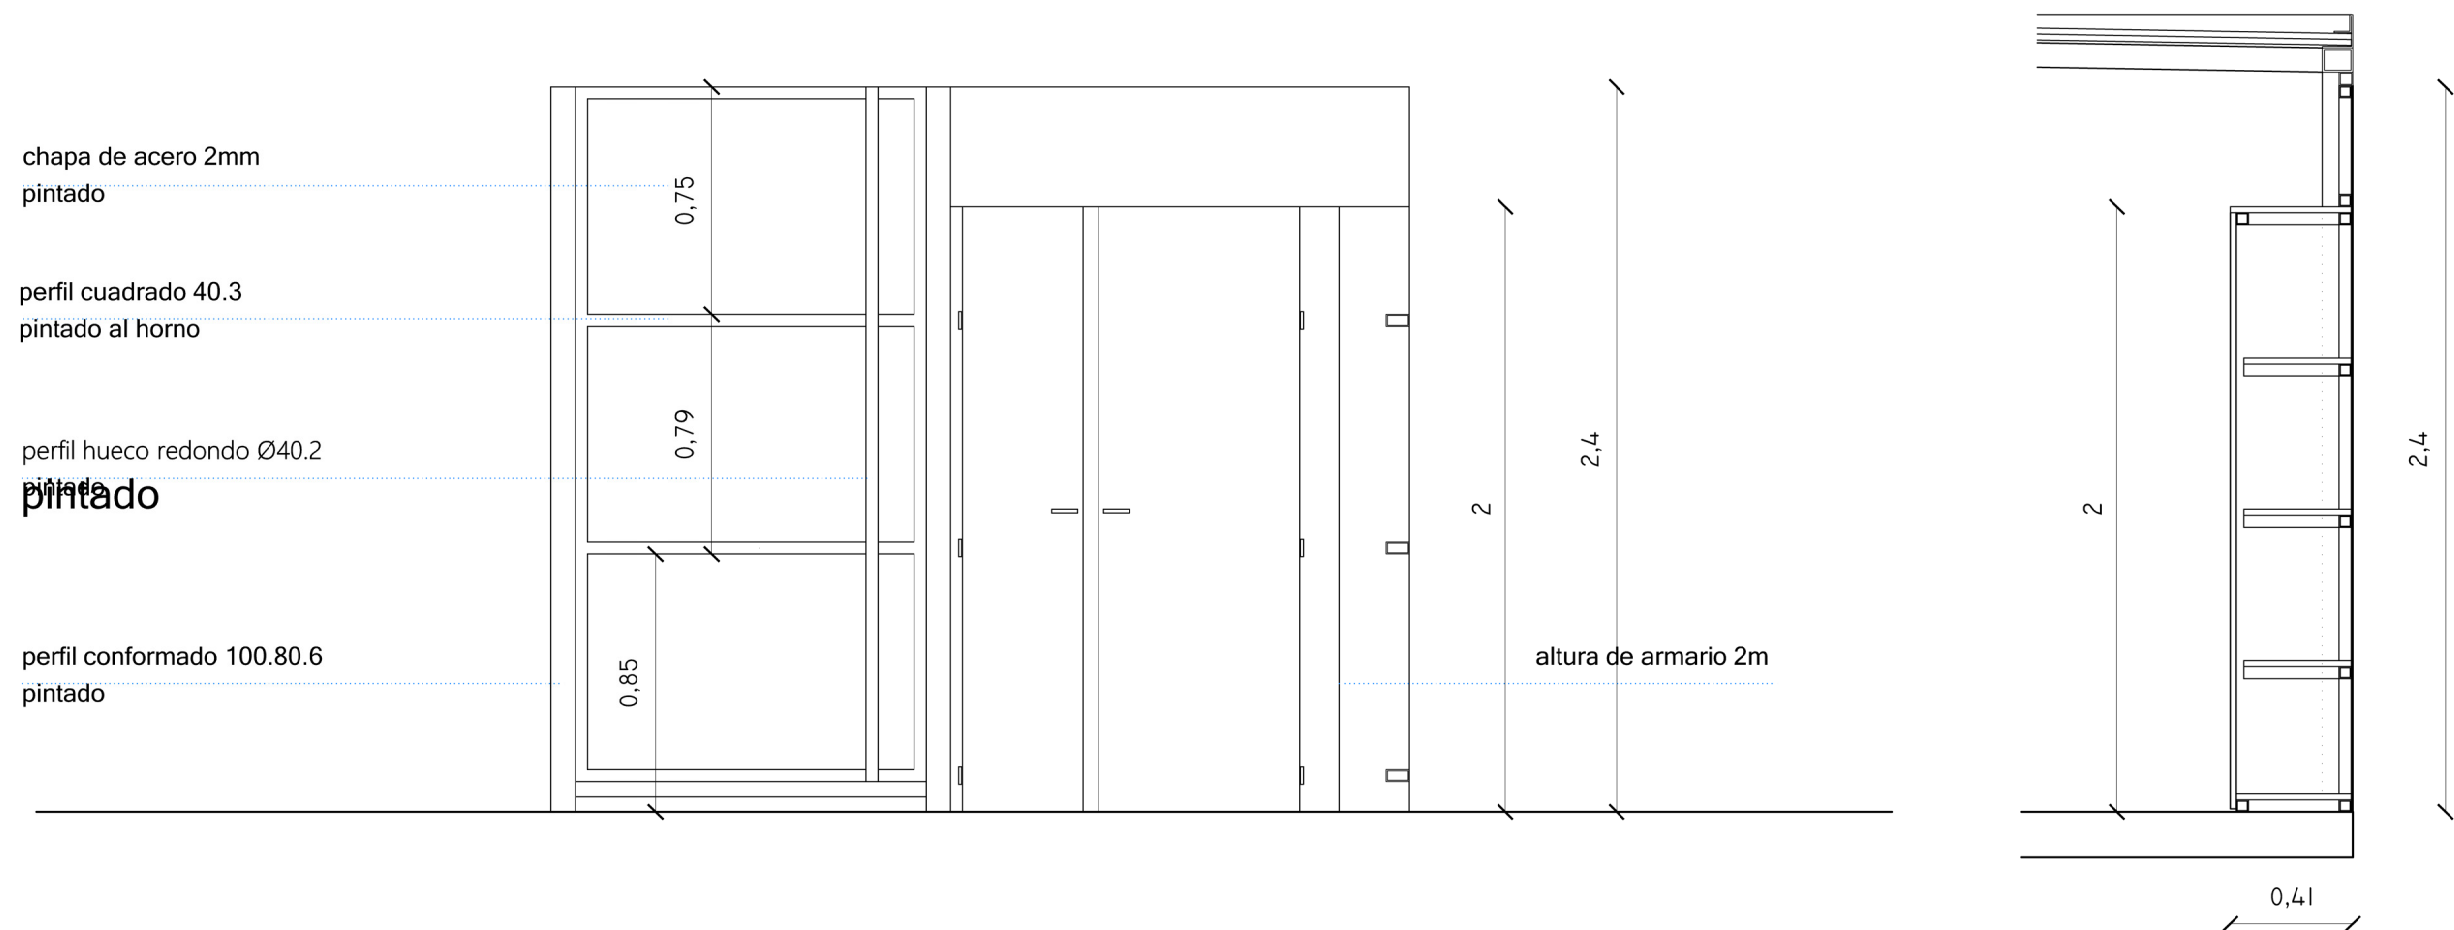 chapa de acero 2mm
pintado
perfil cuadrado 40.3
pintado al horno
perfil hueco redondo Ø40.2
pintado
pintado
perfil conformado 100.80.6
pintado
0,75
0,79
0,85
2
2,4
altura de armario 2m
2
2,4
0,41